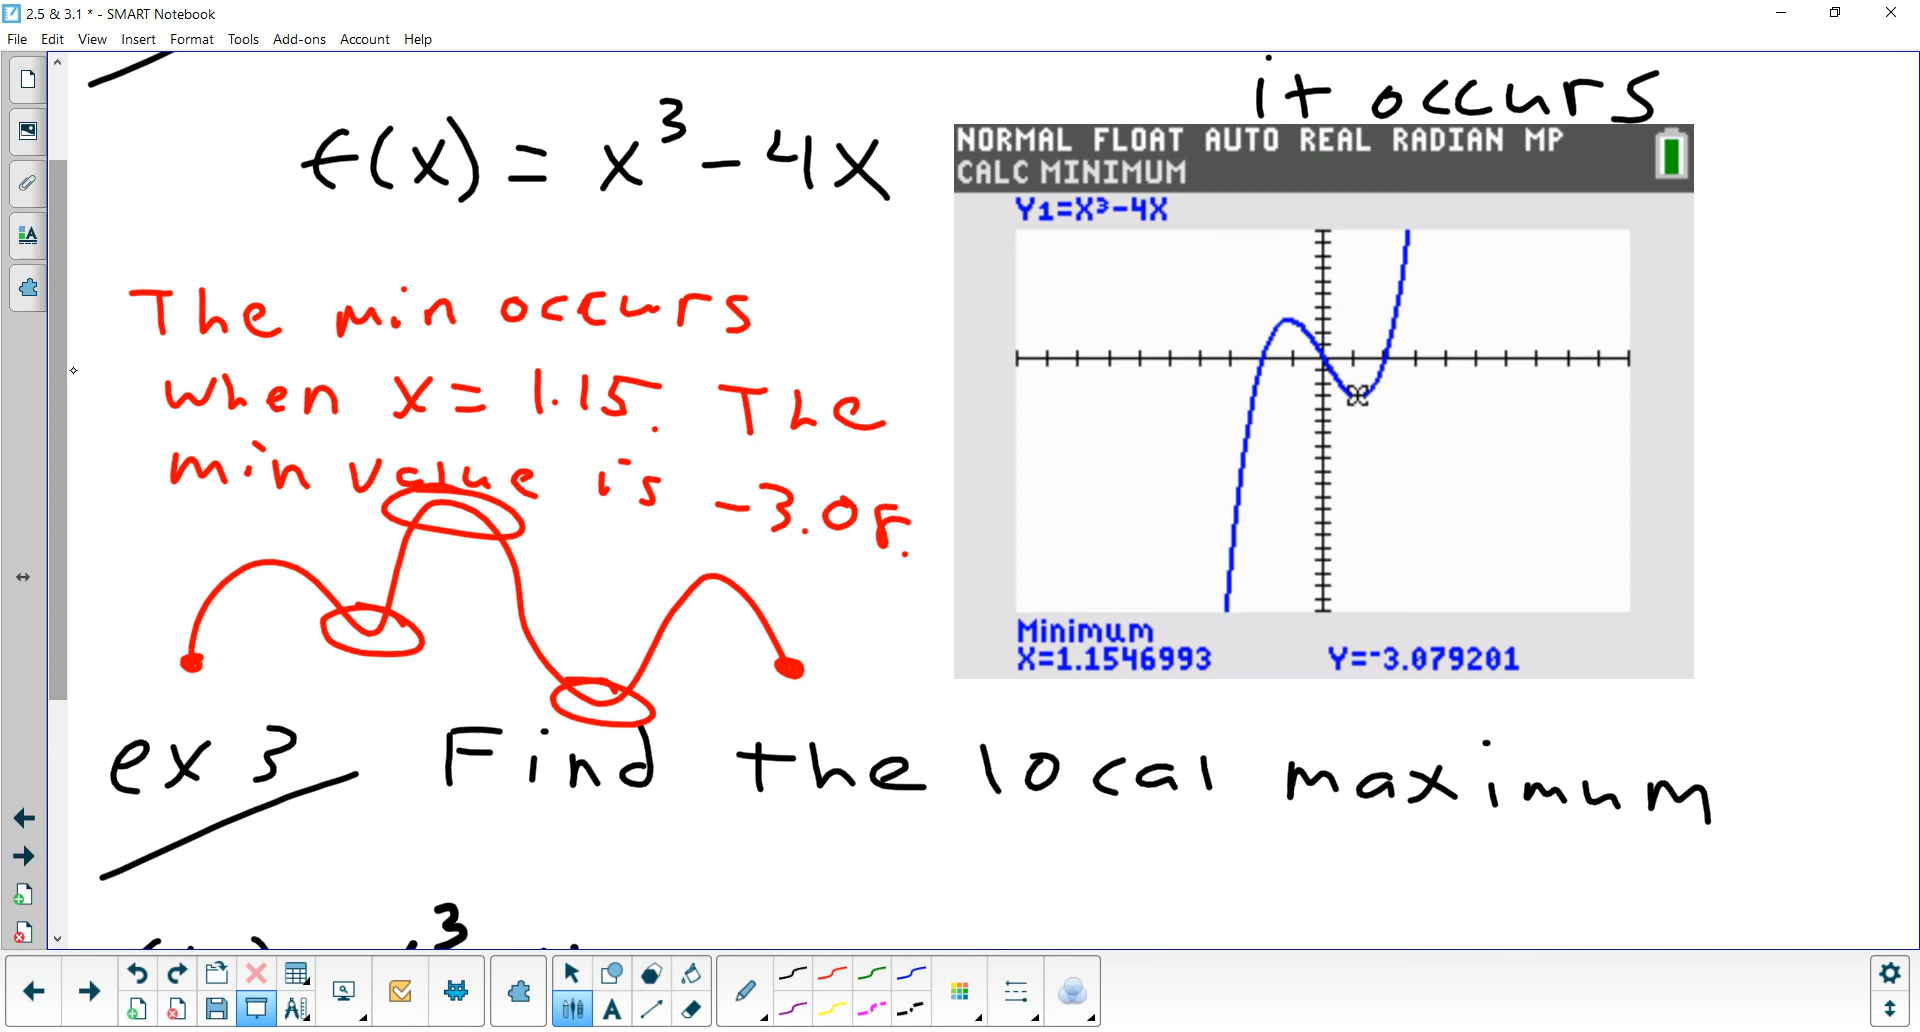 2.5 & 3.1 * - SMART Notebook
File Edit View Insert Format Tools Add-ons Account Help
it occurs
f(x) = x³ - 4x
NORMAL FLOAT AUTO REAL RADIAN MP
CALC MINIMUM
Y1=X³-4X
The min occurs
when x = 1.15. The
min value is -3.08.
Minimum
X=1.1546993 Y=-3.079201
ex 3 Find the local maximum